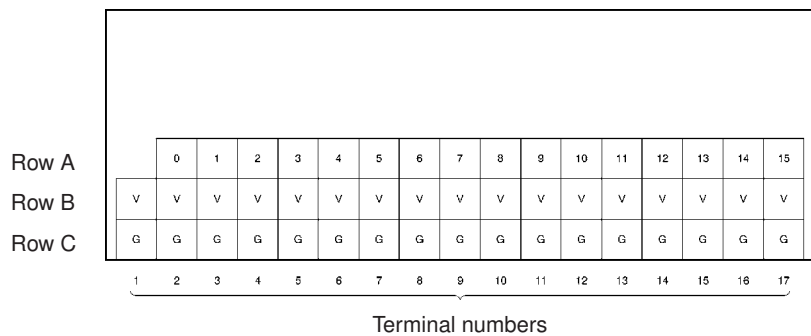 Row A 0 1 2 3 4 5 6 7 8 9 10 11 12 13 14 15
Row B V V V V V V V V V V V V V V V V V
Row C G G G G G G G G G G G G G G G G G
1 2 3 4 5 6 7 8 9 10 11 12 13 14 15 16 17
Terminal numbers